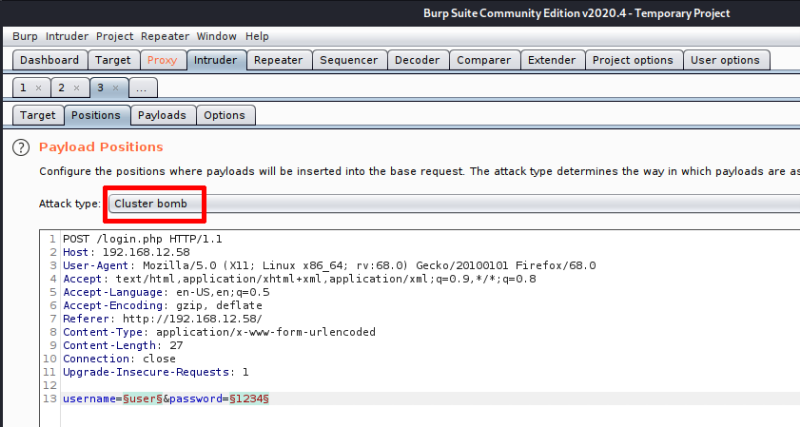 Burp Suite Community Edition v2020.4 - Temporary Project
Burp Intruder Project Repeater Window Help
Dashboard Target Proxy Intruder Repeater Sequencer Decoder Comparer Extender Project options User options
1 × 2 × 3 × ...
Target Positions Payloads Options
? Payload Positions
Configure the positions where payloads will be inserted into the base request. The attack type determines the way in which payloads are as
Attack type: Cluster bomb
1 POST /login.php HTTP/1.1
2 Host: 192.168.12.58
3 User-Agent: Mozilla/5.0 (X11; Linux x86_64; rv:68.0) Gecko/20100101 Firefox/68.0
4 Accept: text/html,application/xhtml+xml,application/xml;q=0.9,*/*;q=0.8
5 Accept-Language: en-US,en;q=0.5
6 Accept-Encoding: gzip, deflate
7 Referer: http://192.168.12.58/
8 Content-Type: application/x-www-form-urlencoded
9 Content-Length: 27
10 Connection: close
11 Upgrade-Insecure-Requests: 1
12
13 username=§user§&password=§1234§